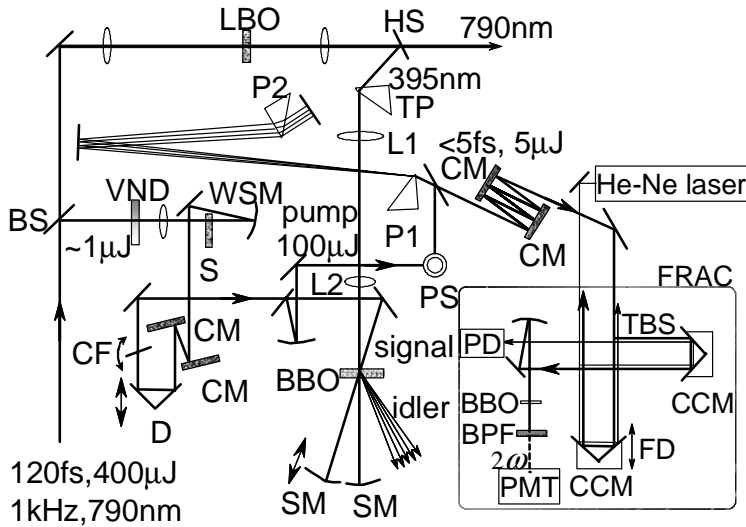 LBO
HS
790nm
395nm
P2
TP
L1
<5fs, 5μJ
CM
He-Ne laser
VND
WSM
BS
pump
P1
CM
~1μJ
100μJ
S
L2
PS
FRAC
CM
TBS
CF
signal
PD
CM
BBO
CCM
idler
BBO
D
BPF
FD
120fs,400μJ
2ω
1kHz,790nm
SM
SM
PMT
CCM